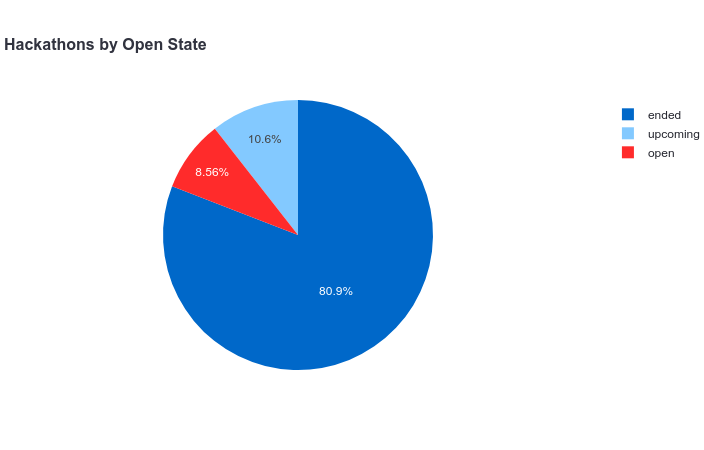 Hackathons by Open State
ended
upcoming
open
10.6%
8.56%
80.9%